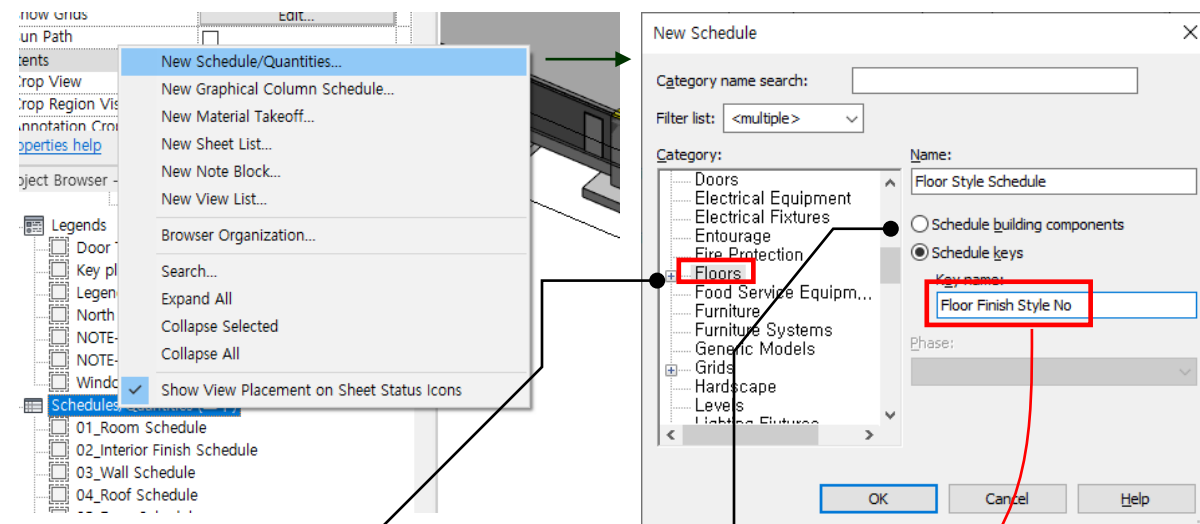 Edit...
Sun Path
Crop View
Crop Region Vis
Annotation Crop
operties help
oject Browser -
New Schedule/Quantities...
New Graphical Column Schedule...
New Material Takeoff...
New Sheet List...
New Note Block...
New View List...
Browser Organization...
Search...
Expand All
Collapse Selected
Collapse All
Show View Placement on Sheet Status Icons
Legends
Door
Key pl
Legen
North
NOTE-
NOTE-
Windo
Schedules/Quantities
01_Room Schedule
02_Interior Finish Schedule
03_Wall Schedule
04_Roof Schedule
New Schedule
Category name search:
Filter list: <multiple>
Category:
Doors
Electrical Equipment
Electrical Fixtures
Entourage
Fire Protection
Floors
Food Service Equipm...
Furniture
Furniture Systems
Generic Models
Grids
Hardscape
Levels
Lighting Fixtures
Name:
Floor Style Schedule
Schedule building components
Schedule keys
Key name:
Floor Finish Style No
Phase:
OK
Cancel
Help